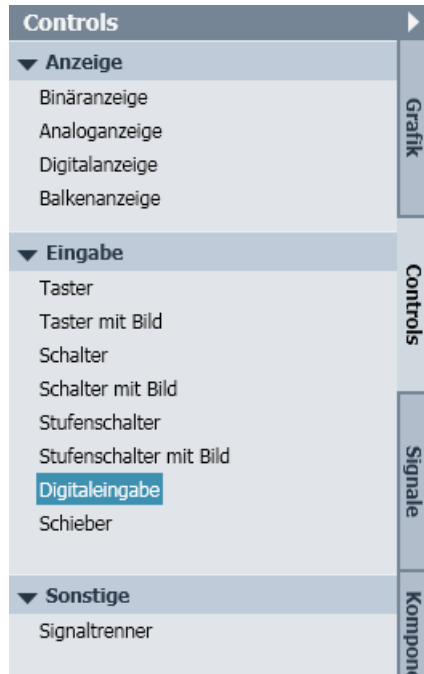 Controls
Anzeige
Binäranzeige
Analoganzeige
Digitalanzeige
Balkenanzeige
Eingabe
Taster
Taster mit Bild
Schalter
Schalter mit Bild
Stufenschalter
Stufenschalter mit Bild
Digitaleingabe
Schieber
Sonstige
Signaltrenner
Grafik
Controls
Signale